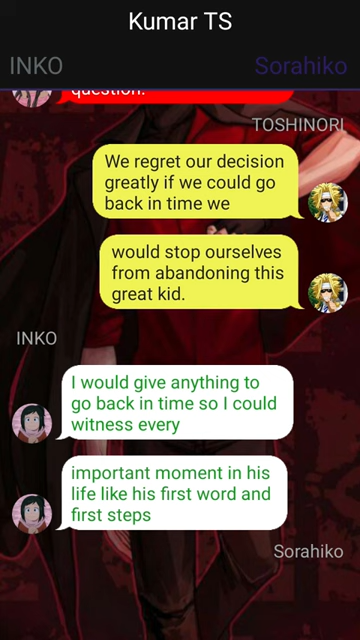 Kumar TS
INKO
Sorahiko
question.
TOSHINORI
We regret our decision
greatly if we could go
back in time we
would stop ourselves
from abandoning this
great kid.
INKO
I would give anything to
go back in time so I could
witness every
important moment in his
life like his first word and
first steps
Sorahiko